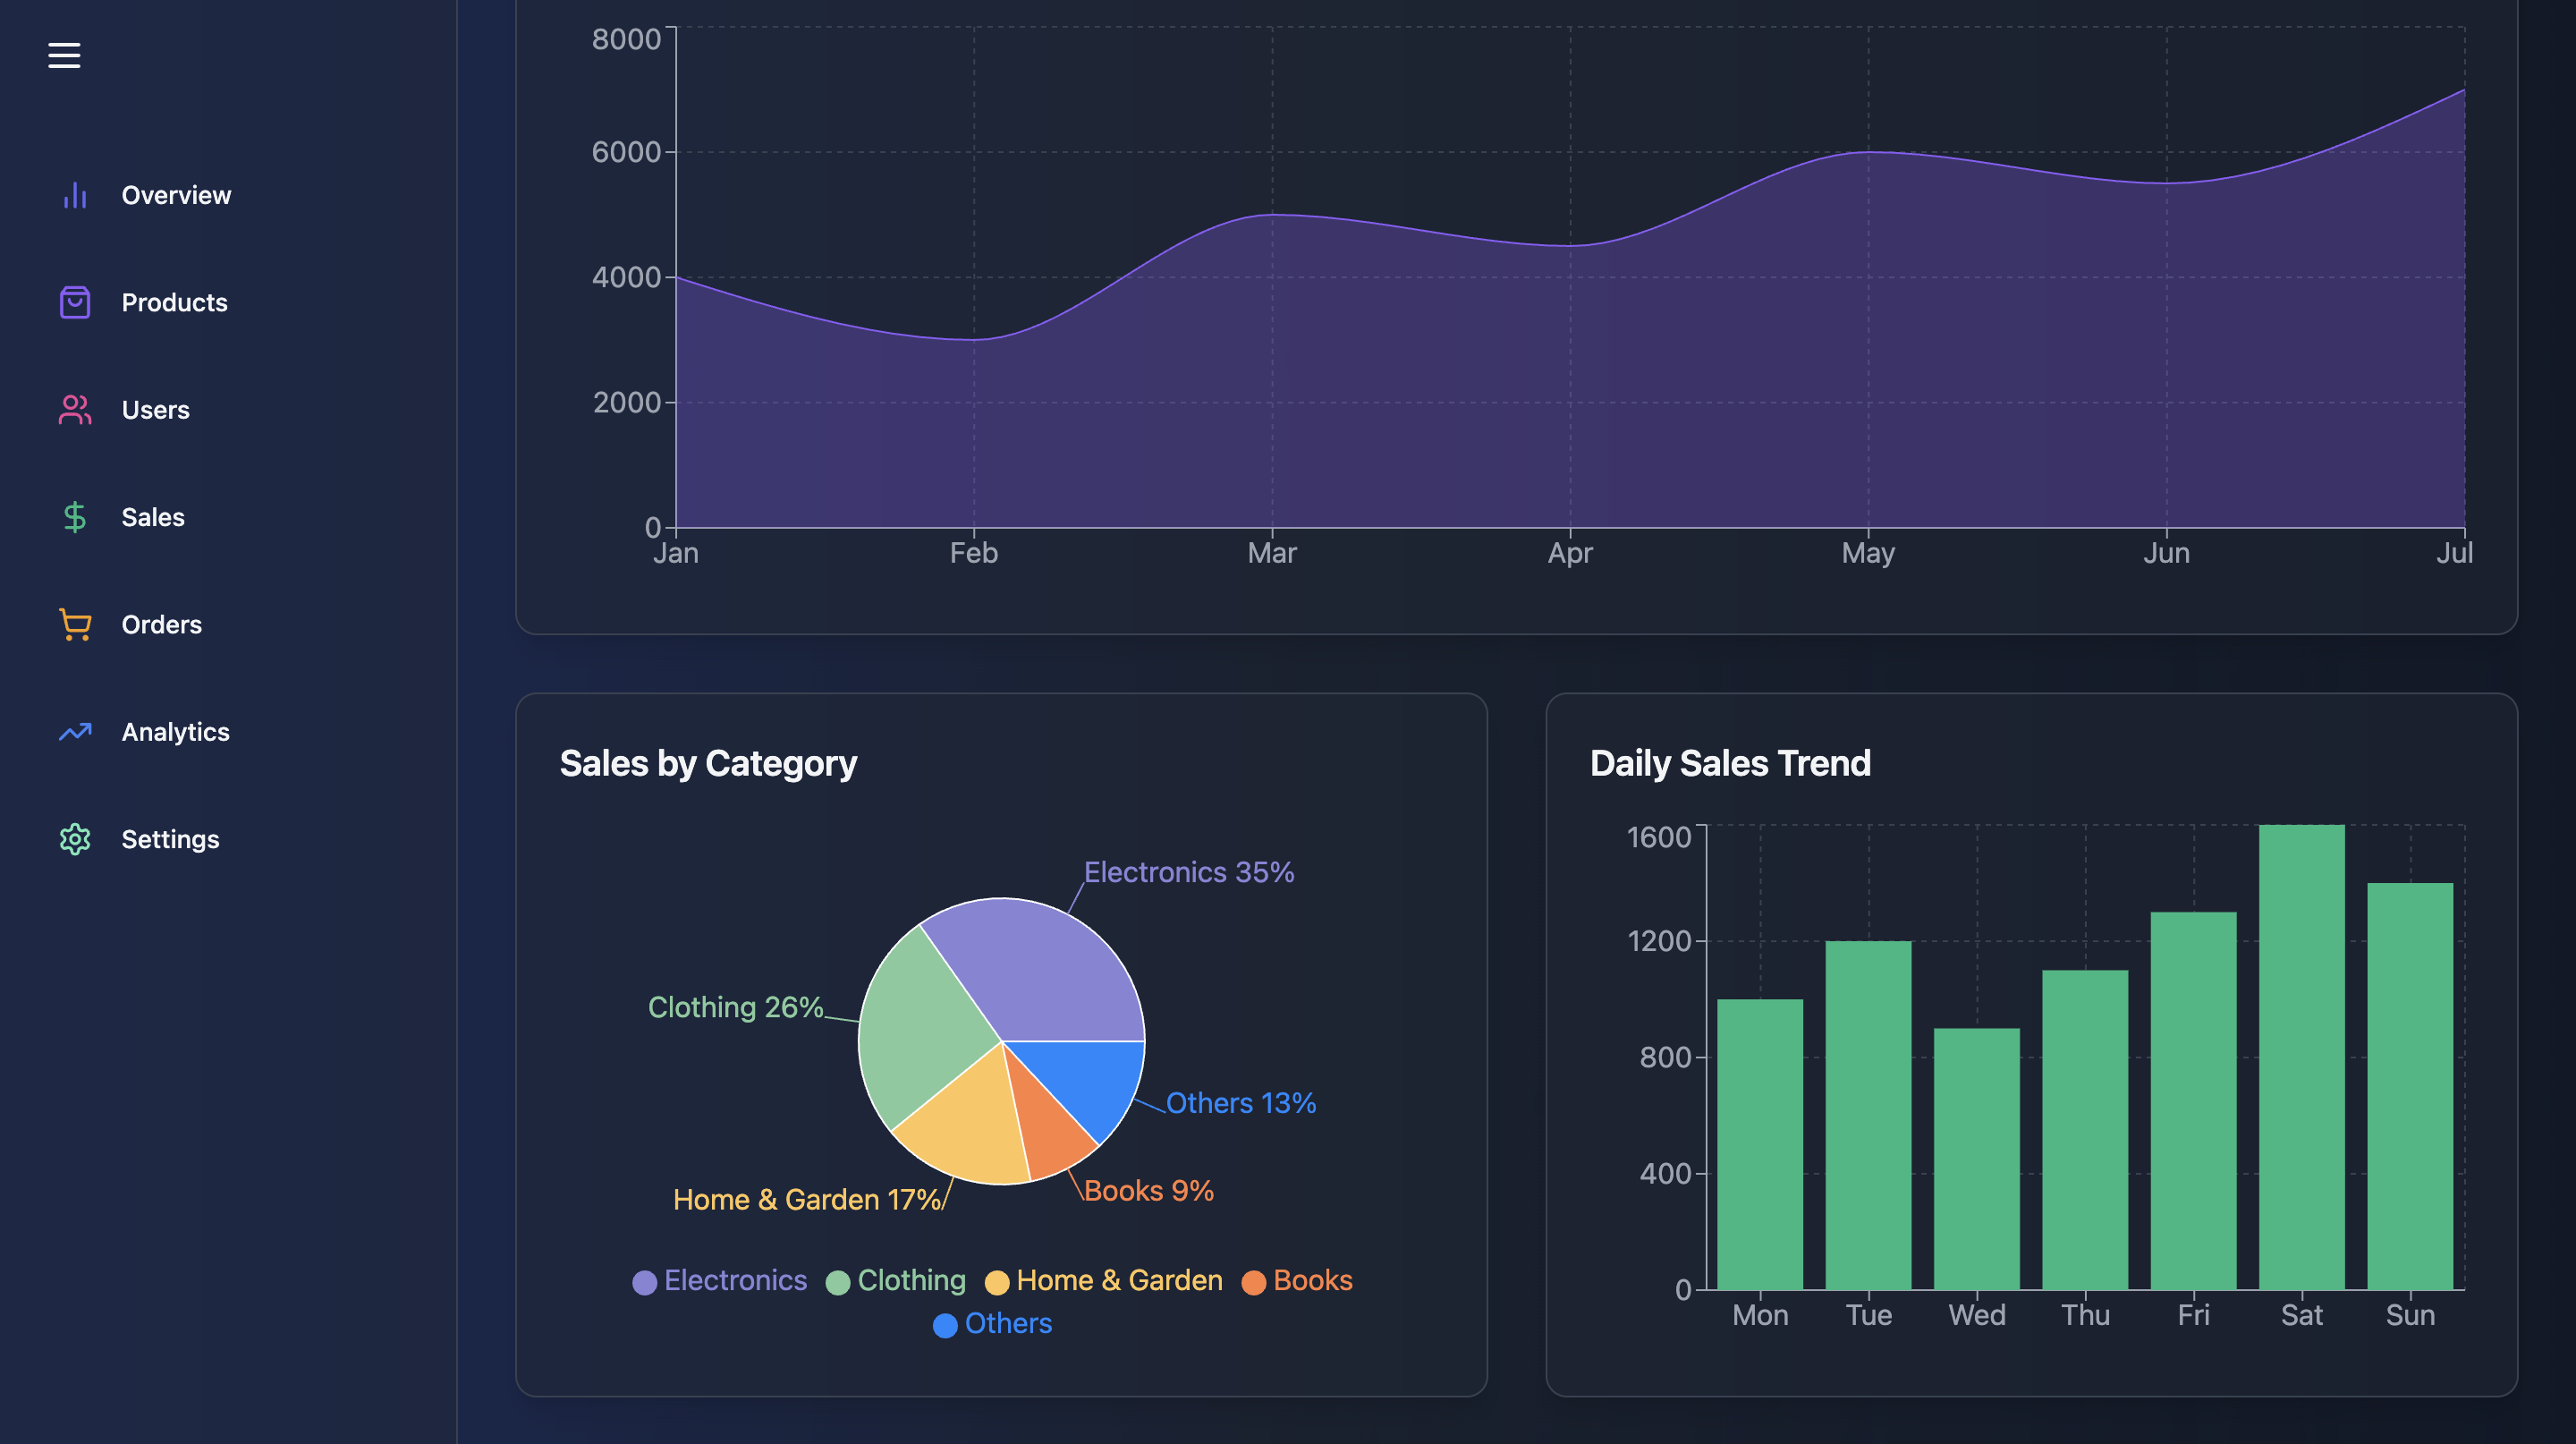 Overview
Products
Users
Sales
Orders
Analytics
Settings
8000
6000
4000
2000
0
Jan Feb Mar Apr May Jun Jul
Sales by Category
Electronics 35%
Clothing 26%
Others 13%
Books 9%
Home & Garden 17%
Electronics Clothing Home & Garden Books
Others
Daily Sales Trend
1600
1200
800
400
0
Mon Tue Wed Thu Fri Sat Sun